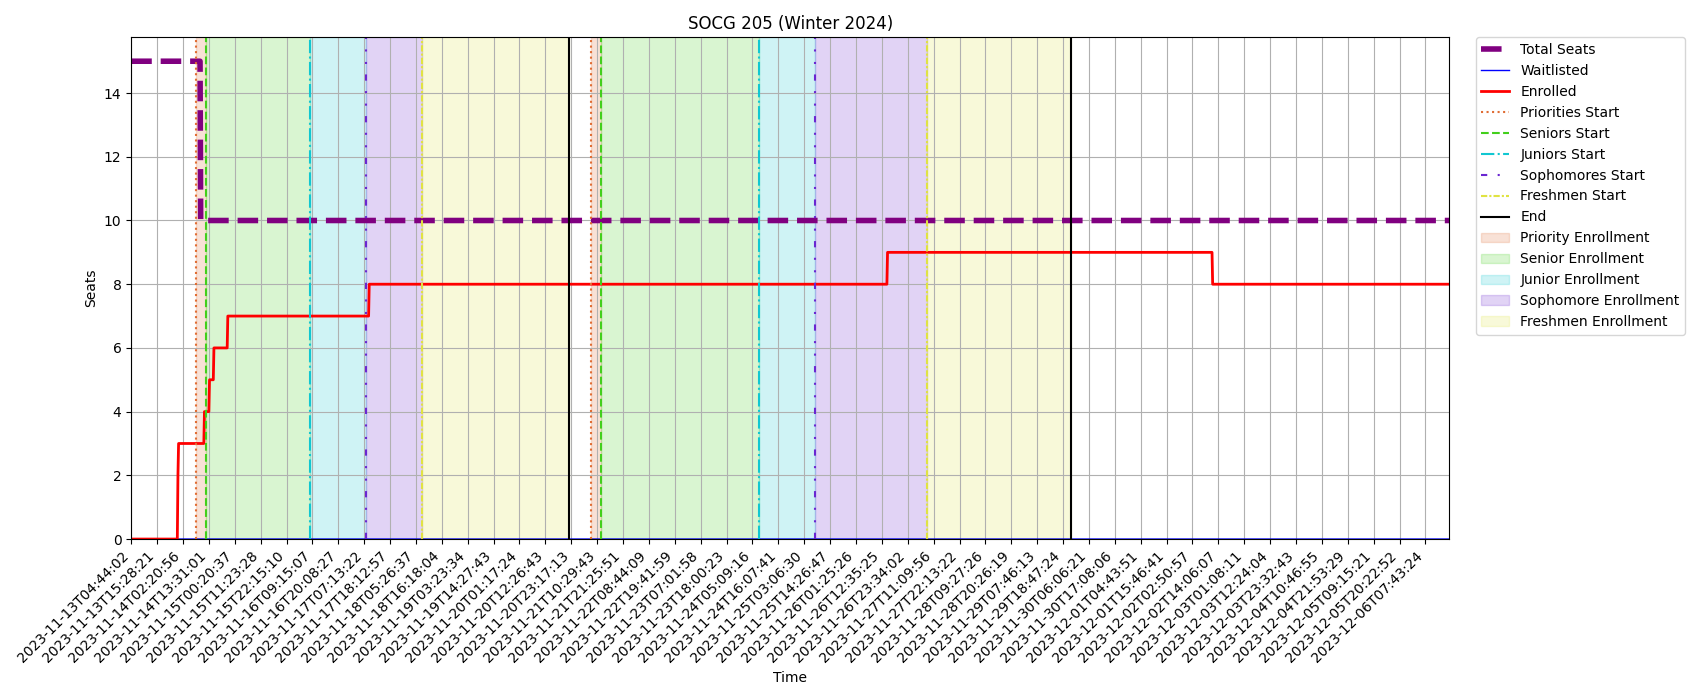 SOCG 205 (Winter 2024)
Seats
14
12
10
8
6
4
2
0
2023-11-13T04:44:02
2023-11-13T15:28:21
2023-11-14T02:20:56
2023-11-14T13:31:01
2023-11-15T00:20:37
2023-11-15T11:23:28
2023-11-15T22:15:10
2023-11-16T09:15:07
2023-11-16T20:08:27
2023-11-17T07:13:22
2023-11-17T18:12:57
2023-11-18T05:26:37
2023-11-18T16:18:04
2023-11-19T03:23:34
2023-11-19T14:27:43
2023-11-20T01:17:24
2023-11-20T12:26:43
2023-11-20T23:17:13
2023-11-21T10:29:43
2023-11-21T21:25:51
2023-11-22T08:44:09
2023-11-22T19:41:59
2023-11-23T07:01:58
2023-11-23T18:00:23
2023-11-24T05:09:16
2023-11-24T16:07:41
2023-11-25T03:06:30
2023-11-25T14:26:47
2023-11-26T01:25:26
2023-11-26T12:35:25
2023-11-26T23:34:02
2023-11-27T11:09:56
2023-11-27T22:13:22
2023-11-28T09:27:26
2023-11-28T20:26:19
2023-11-29T07:46:13
2023-11-29T18:47:24
2023-11-30T06:06:21
2023-11-30T17:08:06
2023-12-01T04:43:51
2023-12-01T15:46:41
2023-12-02T02:50:57
2023-12-02T14:06:07
2023-12-03T01:08:11
2023-12-03T12:24:04
2023-12-03T23:32:43
2023-12-04T10:46:55
2023-12-04T21:53:29
2023-12-05T09:15:21
2023-12-05T20:22:52
2023-12-06T07:43:24
Time
Total Seats
Waitlisted
Enrolled
Priorities Start
Seniors Start
Juniors Start
Sophomores Start
Freshmen Start
End
Priority Enrollment
Senior Enrollment
Junior Enrollment
Sophomore Enrollment
Freshmen Enrollment